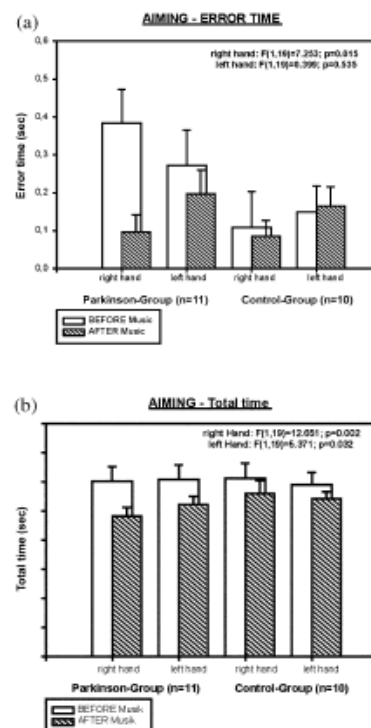 (a)
AIMING - ERROR TIME
right hand: F(1,19)=7.253; p=0.015
left hand: F(1,19)=0.399; p=0.535
Error time (sec)
0,6
0,5
0,4
0,3
0,2
0,1
0,0
right hand left hand right hand left hand
Parkinson-Group (n=11) Control-Group (n=10)
BEFORE Music
AFTER Music
(b)
AIMING - Total time
right Hand: F(1,19)=12.651; p=0.002
left Hand: F(1,19)=5.371; p=0.032
Total time (sec)
right hand left hand right hand left hand
Parkinson-Group (n=11) Control-Group (n=10)
BEFORE Musik
AFTER Musik